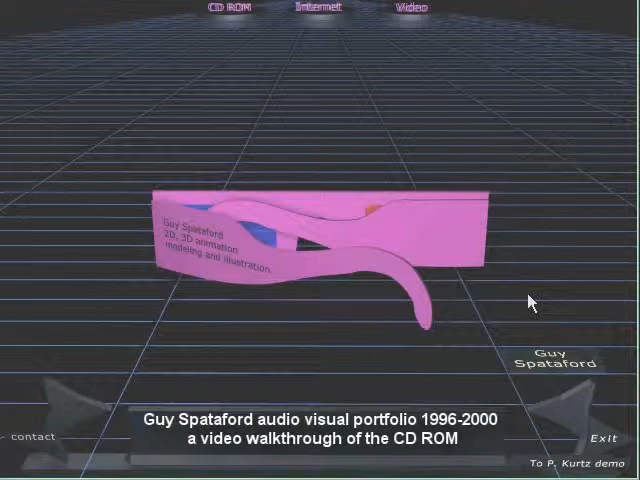 CD ROM Internet Video
Guy Spataford
2D, 3D animation
modeling and illustration.
Guy
Spataford
Guy Spataford audio visual portfolio 1996-2000
a video walkthrough of the CD ROM
contact
Exit
To P. Kurtz demo